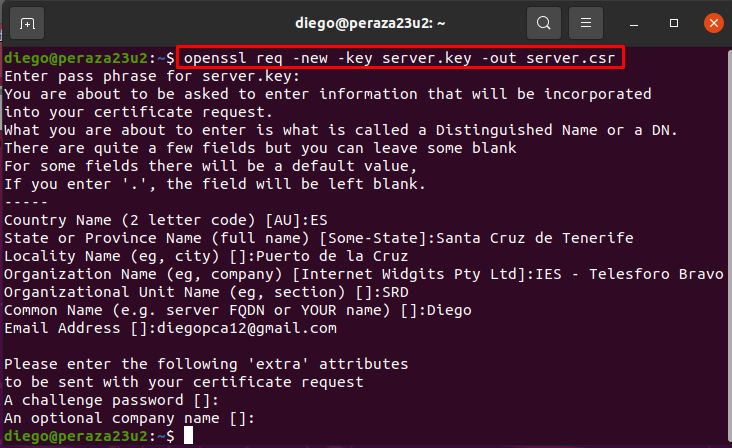 diego@peraza23u2: ~
diego@peraza23u2:~$ openssl req -new -key server.key -out server.csr
Enter pass phrase for server.key:
You are about to be asked to enter information that will be incorporated
into your certificate request.
What you are about to enter is what is called a Distinguished Name or a DN.
There are quite a few fields but you can leave some blank
For some fields there will be a default value,
If you enter '.', the field will be left blank.
-----
Country Name (2 letter code) [AU]:ES
State or Province Name (full name) [Some-State]:Santa Cruz de Tenerife
Locality Name (eg, city) []:Puerto de la Cruz
Organization Name (eg, company) [Internet Widgits Pty Ltd]:IES - Telesforo Bravo
Organizational Unit Name (eg, section) []:SRD
Common Name (e.g. server FQDN or YOUR name) []:Diego
Email Address []:diegopca12@gmail.com
Please enter the following 'extra' attributes
to be sent with your certificate request
A challenge password []:
An optional company name []:
diego@peraza23u2:~$